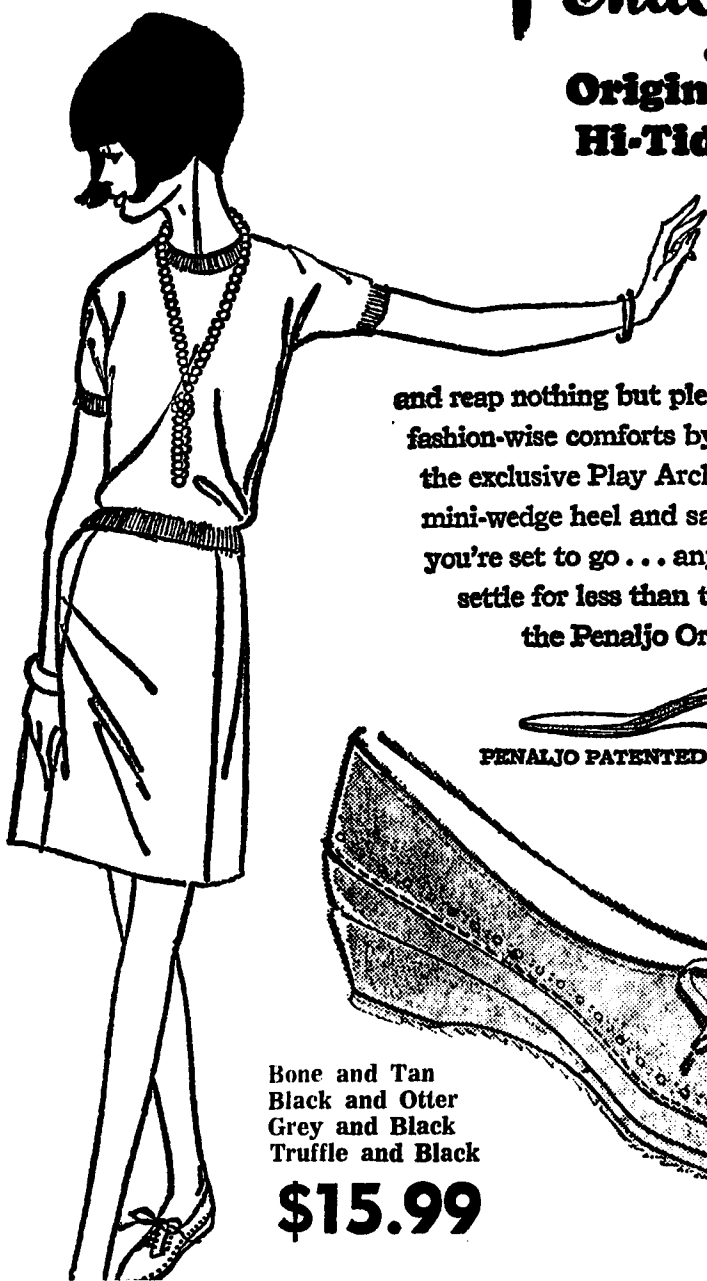 Origin
Hi-Tid
and reap nothing but ple
fashion-wise comforts by
the exclusive Play Arch
mini-wedge heel and sa
you're set to go... any
settle for less than t
the Penaljo Or
PENALJO PATENTED
Bone and Tan
Black and Otter
Grey and Black
Truffle and Black
$15.99